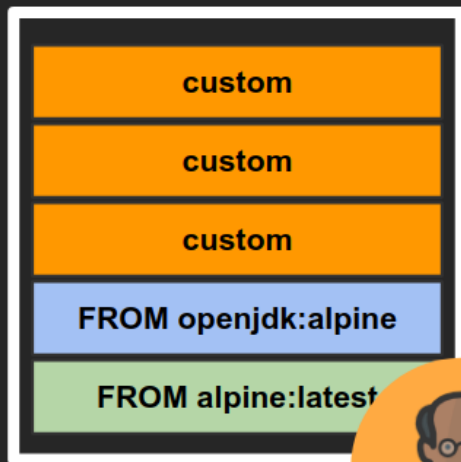 custom
custom
custom
FROM openjdk:alpine
FROM alpine:latest